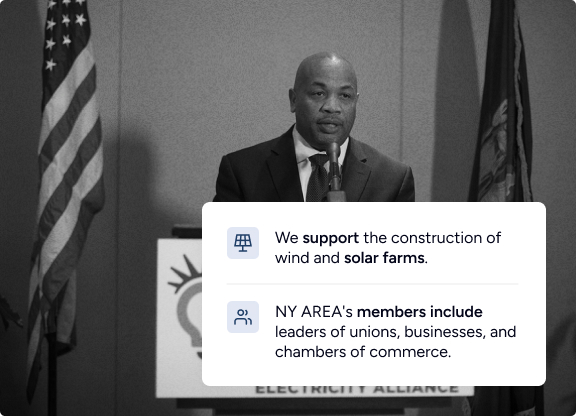 We support the construction of
wind and solar farms.
NY AREA's members include
leaders of unions, businesses, and
chambers of commerce.
ELECTRICITY ALLIANCE